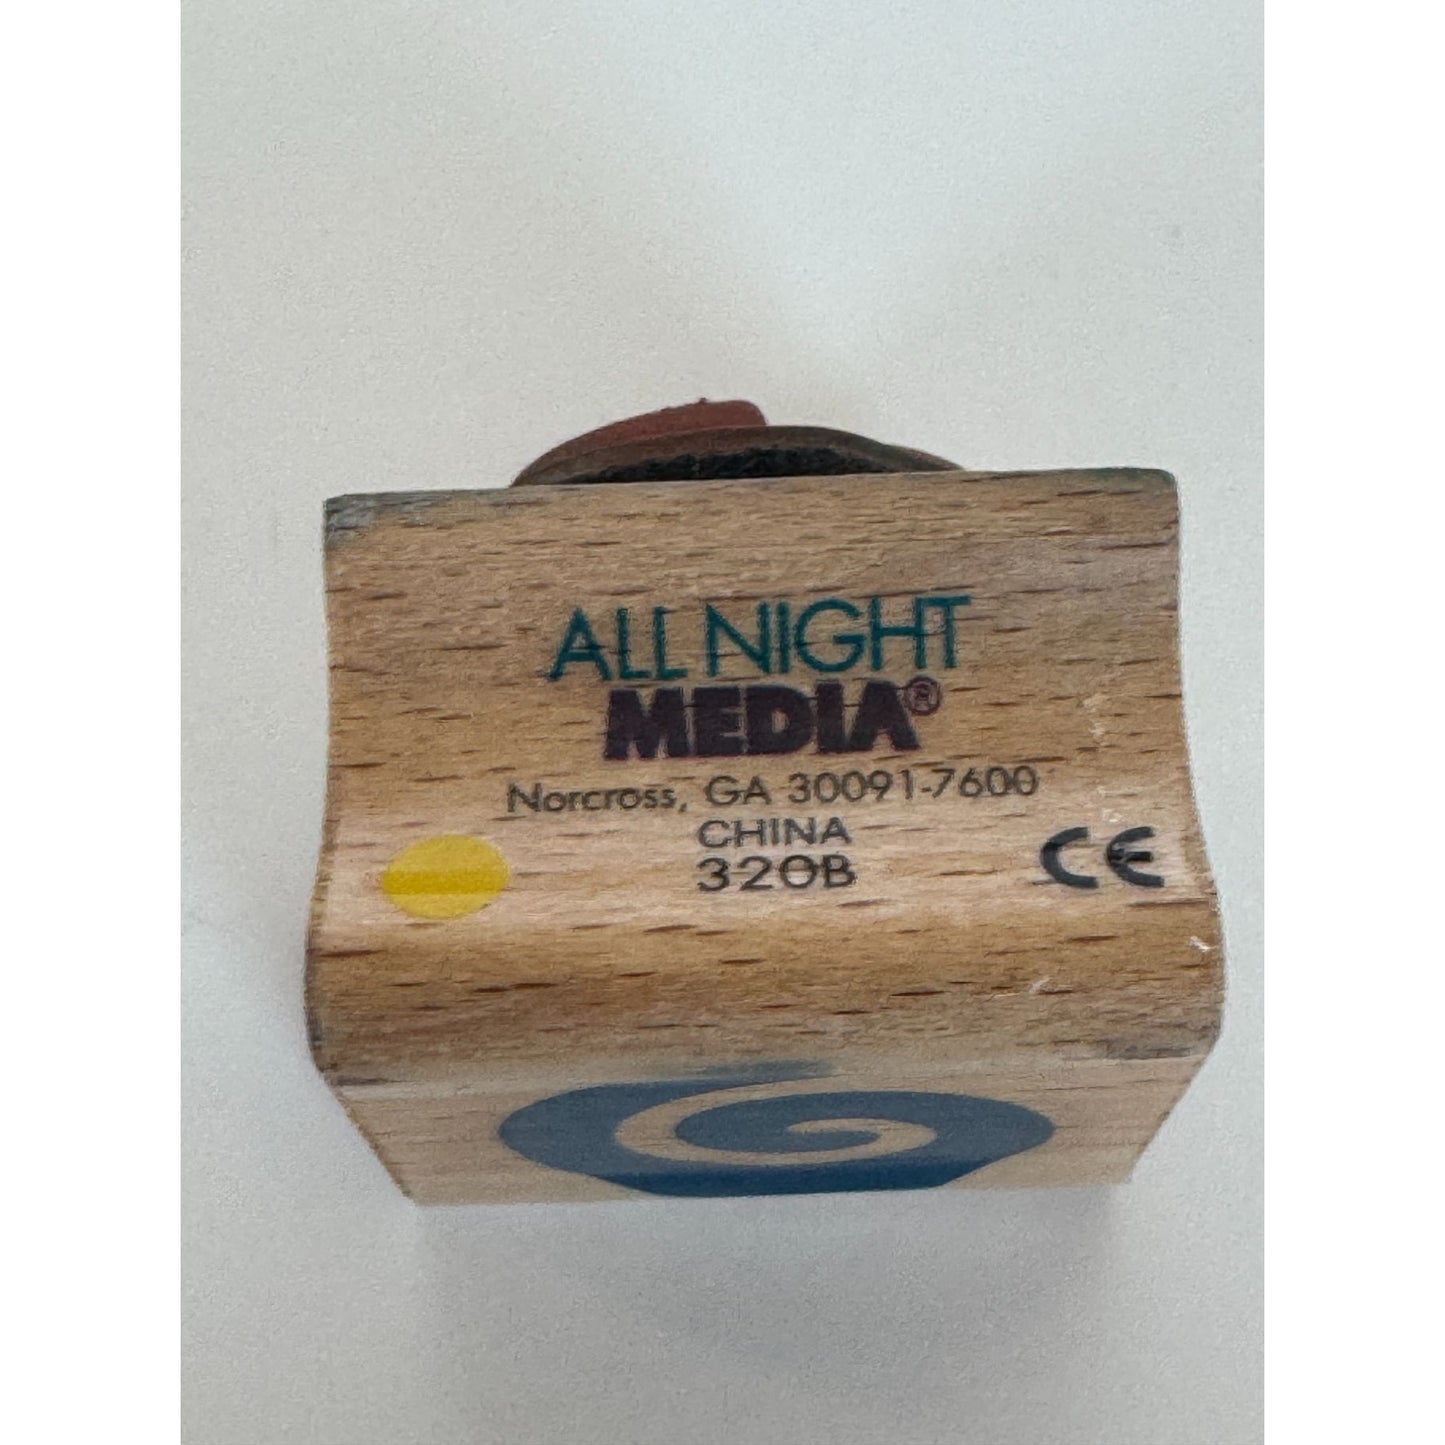 ALL NIGHT
MEDIA®
Norcross, GA 30091-7600
CHINA
320B
CE